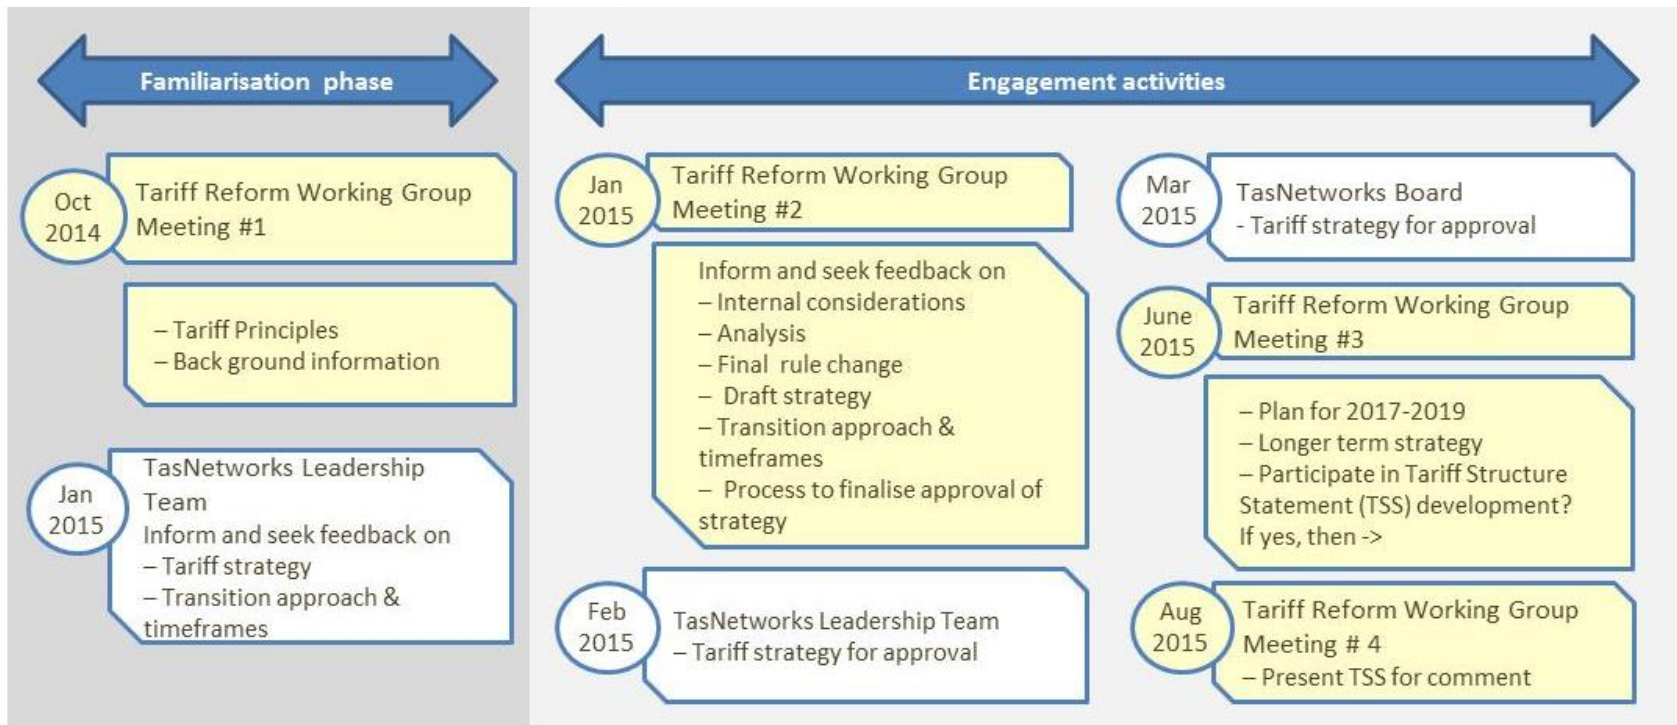 Familiarisation phase
Oct
2014
Tariff Reform Working Group
Meeting #1
– Tariff Principles
– Back ground information
Jan
2015
TasNetworks Leadership
Team
Inform and seek feedback on
– Tariff strategy
– Transition approach &
timeframes
Engagement activities
Jan
2015
Tariff Reform Working Group
Meeting #2
Inform and seek feedback on
– Internal considerations
– Analysis
– Final rule change
– Draft strategy
– Transition approach &
timeframes
– Process to finalise approval of
strategy
Feb
2015
TasNetworks Leadership Team
– Tariff strategy for approval
Mar
2015
TasNetworks Board
- Tariff strategy for approval
June
2015
Tariff Reform Working Group
Meeting #3
– Plan for 2017-2019
– Longer term strategy
– Participate in Tariff Structure
Statement (TSS) development?
If yes, then ->
Aug
2015
Tariff Reform Working Group
Meeting # 4
– Present TSS for comment